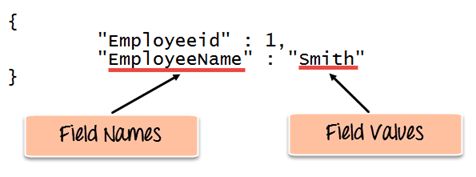 {
"Employeeid" : 1,
"EmployeeName" : "Smith"
}
Field Names
Field Values